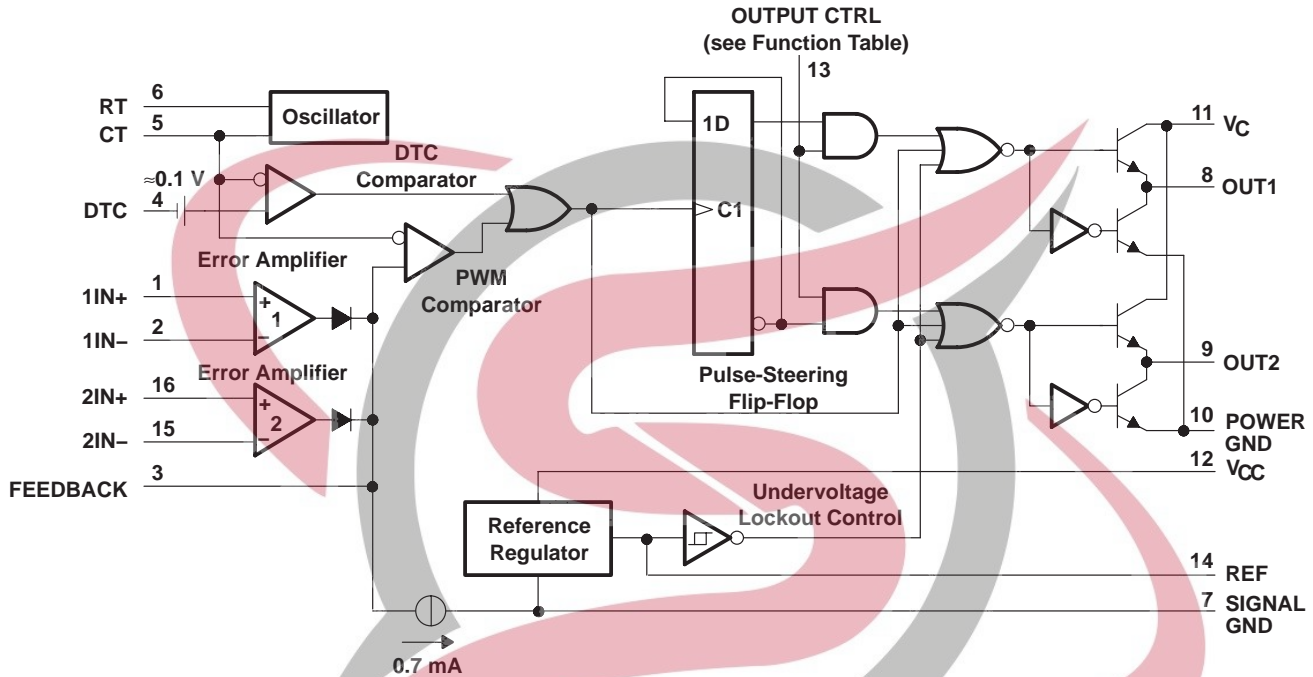 OUTPUT CTRL
(see Function Table)
13
RT 6
Oscillator
CT 5
DTC
Comparator
≈0.1 V
DTC 4
1D
C1
11 VC
8 OUT1
Error Amplifier
PWM
Comparator
1IN+ 1
+
1
−
1IN− 2
Error Amplifier
2IN+ 16
+
2
−
2IN− 15
Pulse-Steering
Flip-Flop
9 OUT2
10 POWER
GND
FEEDBACK 3
12 VCC
Undervoltage
Lockout Control
Reference
Regulator
14 REF
7 SIGNAL
GND
0.7 mA